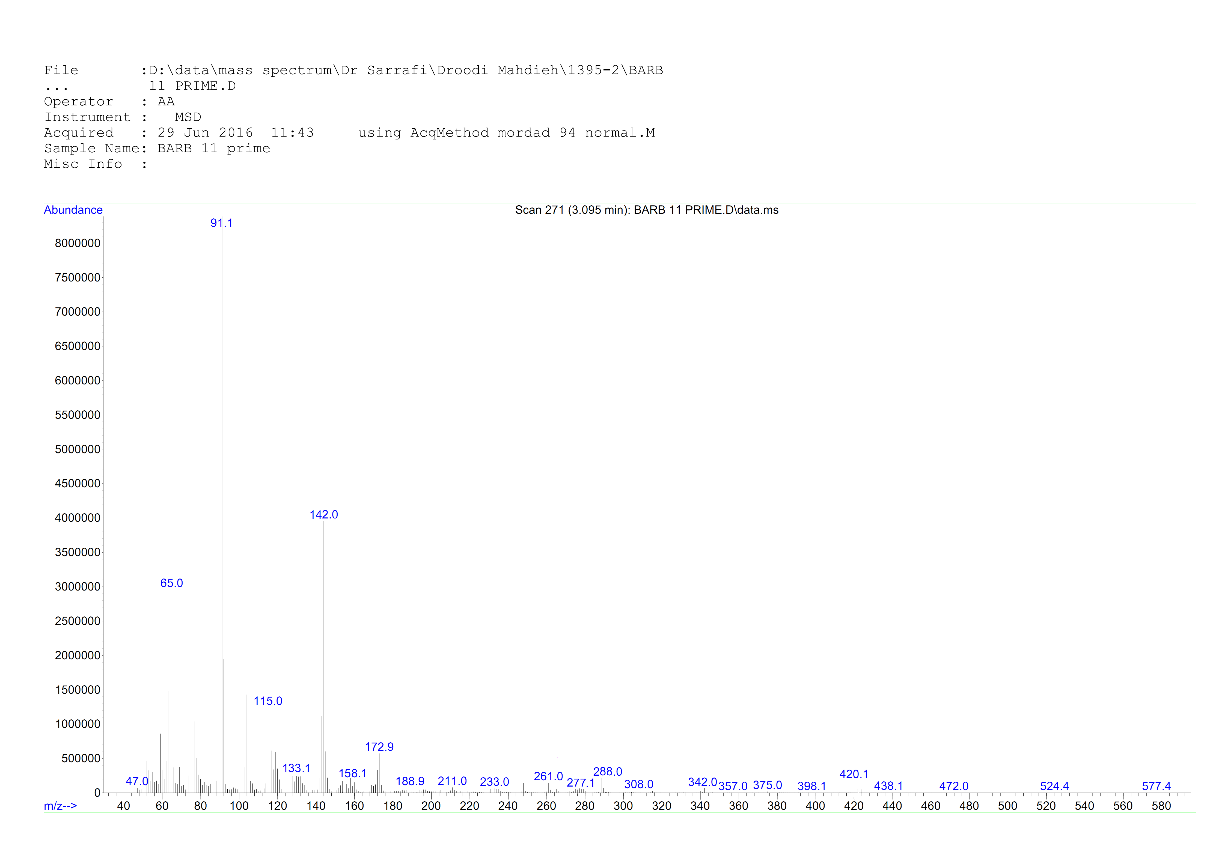 File :D:\data\mass spectrum\Dr Sarrafi\Droodi Mahdieh\1395-2\BARB
... 11 PRIME.D
Operator : AA
Instrument : MSD
Acquired : 29 Jun 2016 11:43 using AcqMethod mordad 94 normal.M
Sample Name: BARB 11 prime
Misc Info :
Abundance
Scan 271 (3.095 min): BARB 11 PRIME.D\data.ms
91.1
8000000
7500000
7000000
6500000
6000000
5500000
5000000
4500000
142.0
4000000
3500000
65.0
3000000
2500000
2000000
1500000
115.0
1000000
172.9
500000
47.0 133.1 158.1 188.9 211.0 233.0 261.0 277.1 288.0 308.0 342.0 357.0 375.0 398.1 420.1 438.1 472.0 524.4 577.4
0
m/z--> 40 60 80 100 120 140 160 180 200 220 240 260 280 300 320 340 360 380 400 420 440 460 480 500 520 540 560 580